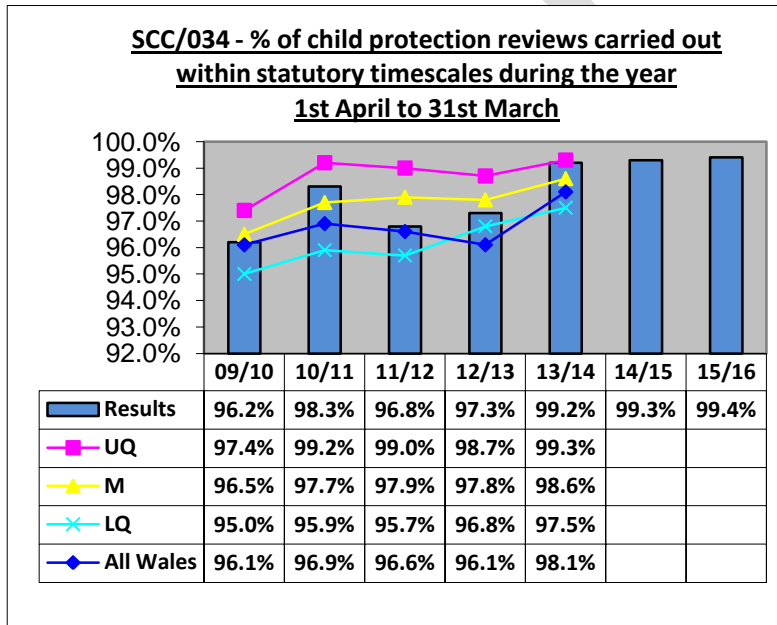 SCC/034 - % of child protection reviews carried out
within statutory timescales during the year
1st April to 31st March
100.0%
99.0%
98.0%
97.0%
96.0%
95.0%
94.0%
93.0%
92.0%
09/10 10/11 11/12 12/13 13/14 14/15 15/16
Results 96.2% 98.3% 96.8% 97.3% 99.2% 99.3% 99.4%
UQ 97.4% 99.2% 99.0% 98.7% 99.3%
M 96.5% 97.7% 97.9% 97.8% 98.6%
LQ 95.0% 95.9% 95.7% 96.8% 97.5%
All Wales 96.1% 96.9% 96.6% 96.1% 98.1%